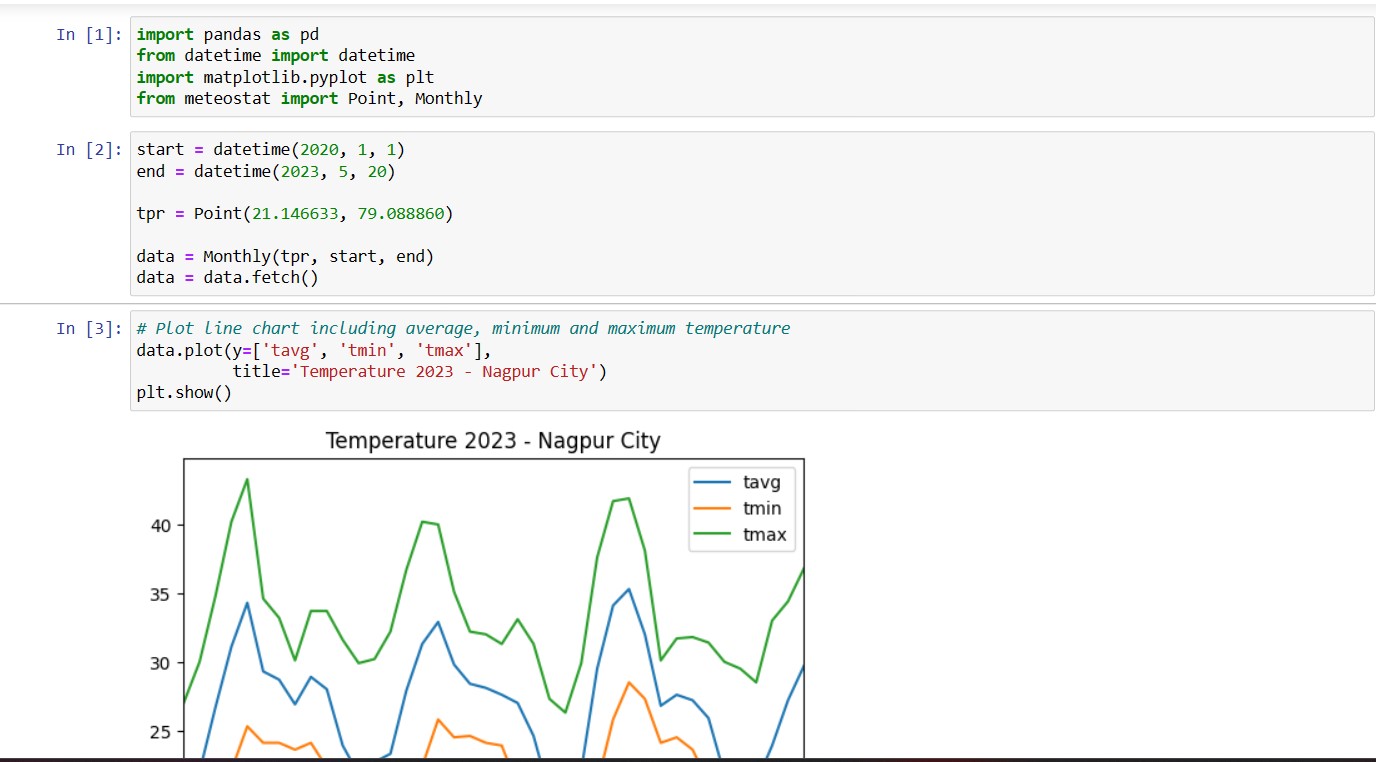 In [1]:
import pandas as pd
from datetime import datetime
import matplotlib.pyplot as plt
from meteostat import Point, Monthly
In [2]:
start = datetime(2020, 1, 1)
end = datetime(2023, 5, 20)
tpr = Point(21.146633, 79.088860)
data = Monthly(tpr, start, end)
data = data.fetch()
In [3]:
# Plot line chart including average, minimum and maximum temperature
data.plot(y=['tavg', 'tmin', 'tmax'],
title='Temperature 2023 - Nagpur City')
plt.show()
Temperature 2023 - Nagpur City
tavg
tmin
tmax
40
35
30
25